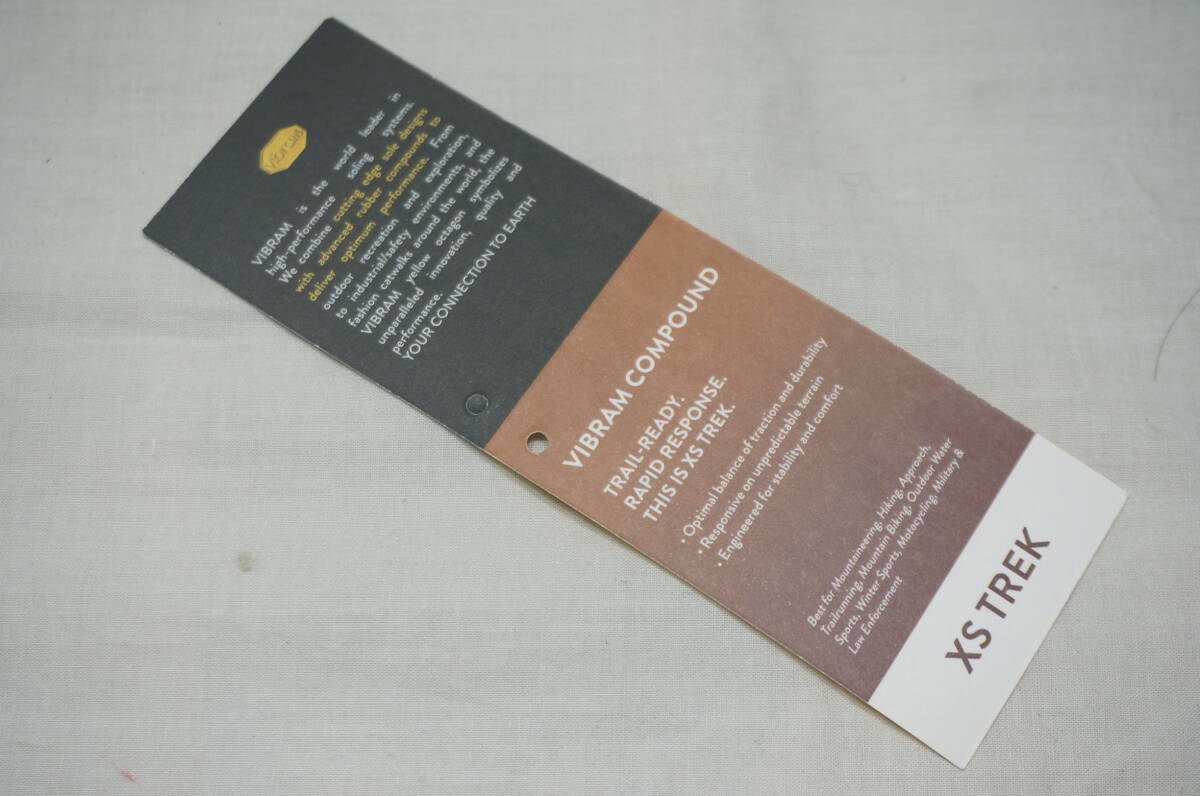 vibram
VIBRAM is the world leader in
high-performance soling systems.
We combine cutting edge sole designs
with advanced rubber compounds to
deliver optimum performance. From
outdoor recreation and exploration,
to industrial/safety environments, and
fashion catwalks around the world, the
VIBRAM yellow octagon symbolizes
unparalleled innovation, quality and
performance.
YOUR CONNECTION TO EARTH
VIBRAM COMPOUND
TRAIL-READY.
RAPID RESPONSE.
THIS IS XS TREK.
• Optimal balance of traction and durability
• Responsive on unpredictable terrain
• Engineered for stability and comfort
Best for Mountaineering, Hiking, Approach,
Trailrunning, Mountain Biking, Outdoor Water
Sports, Winter Sports, Motocycling, Military &
Law Enforcement
XS TREK